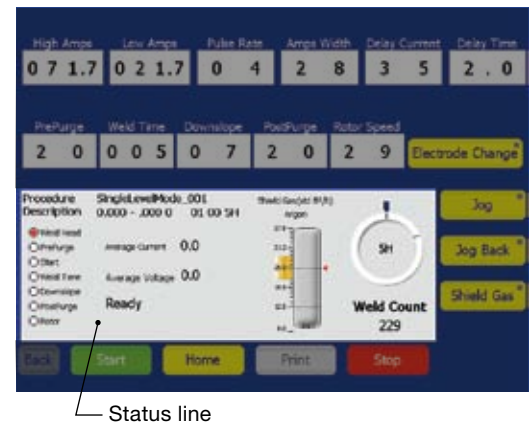 High Amps Low Amps Pulse Rate Amps Width Delay Current Delay Time
0 7 1.7 0 2 1.7 0 4 2 8 3 5 2 . 0
PrePurge Weld Time Downslope PostPurge Rotor Speed
2 0 0 0 5 0 7 2 0 2 9 Electrode Change
Procedure SingleLevelMode_001
Description 0.000 - .000 0 01 00 SH
Argon
Weld Head
PrePurge
Start
Weld Time
Downslope
PostPurge
Rotor
Average Current 0.0
Average Voltage 0.0
Ready
SH
Weld Count
229
Jog
Jog Back
Shield Gas
Back Start Home Print Stop
Status line